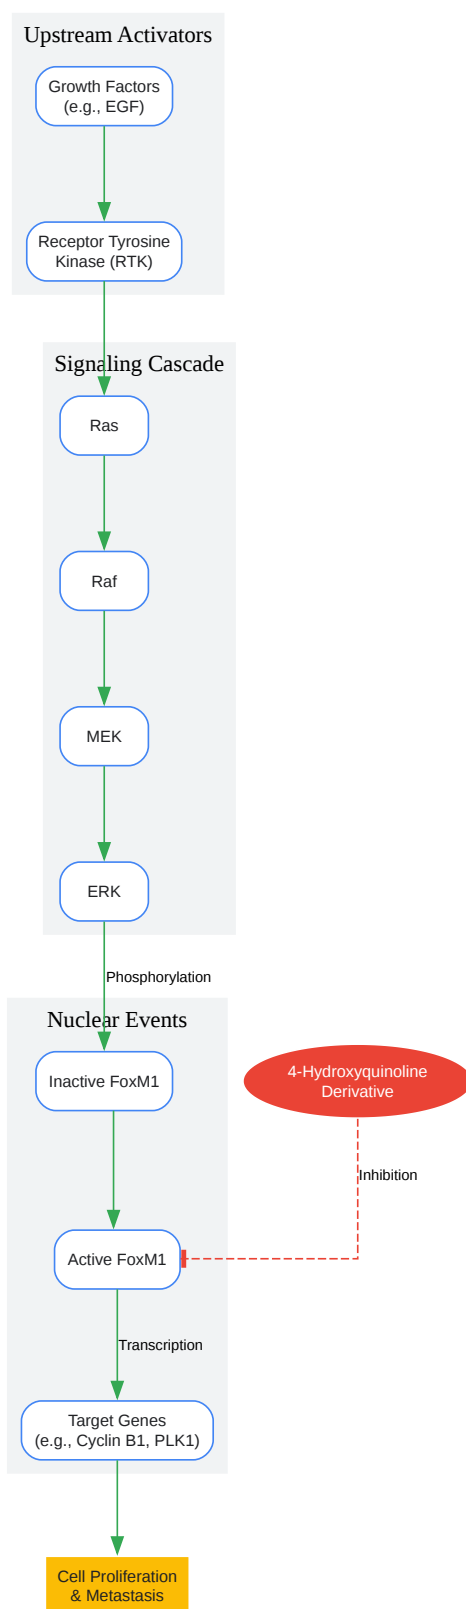 Upstream Activators
Growth Factors
(e.g., EGF)
Receptor Tyrosine
Kinase (RTK)
Signaling Cascade
Ras
Raf
MEK
ERK
Phosphorylation
Nuclear Events
Inactive FoxM1
4-Hydroxyquinoline
Derivative
Inhibition
Active FoxM1
Transcription
Target Genes
(e.g., Cyclin B1, PLK1)
Cell Proliferation
& Metastasis